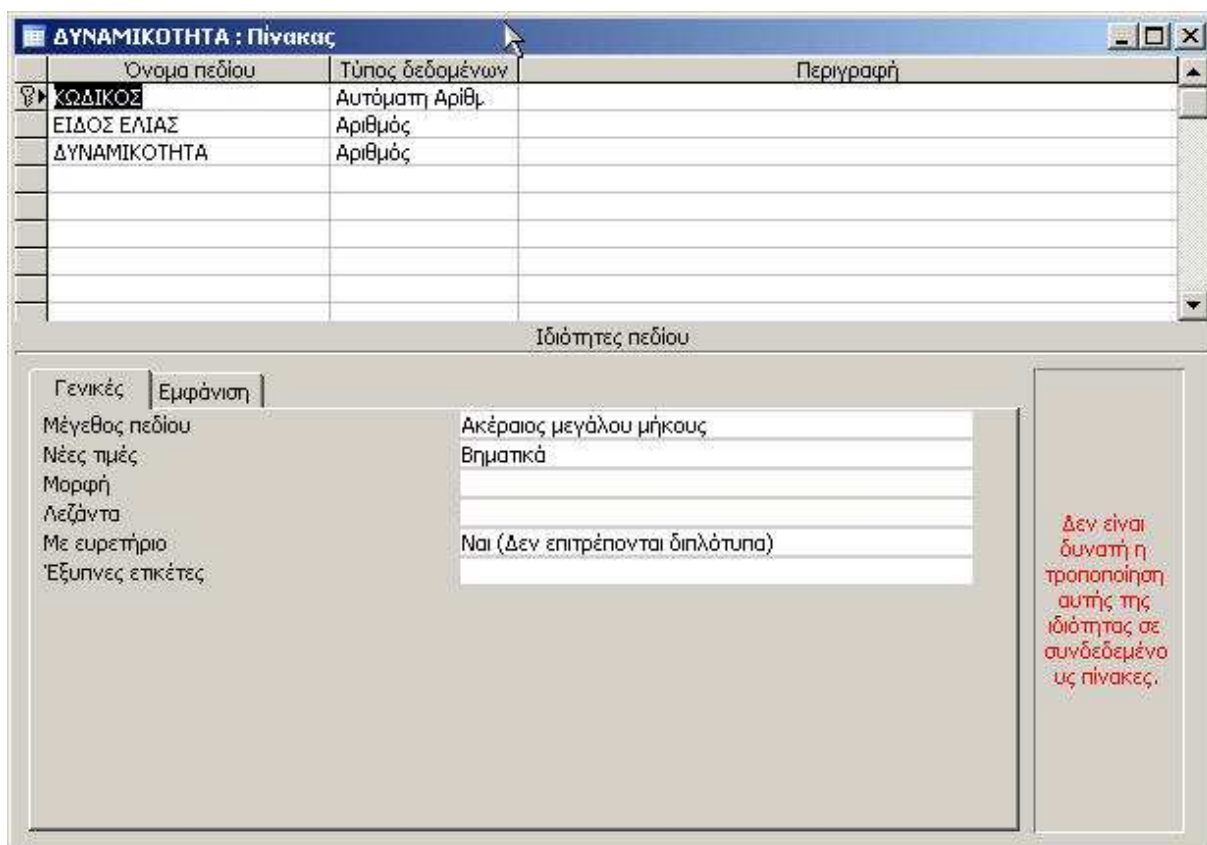 ΔΥΝΑΜΙΚΟΤΗΤΑ : Πίνακας
Όνομα πεδίου Τύπος δεδομένων Περιγραφή
ΚΩΔΙΚΟΣ Αυτόματη Αρίθμ
ΕΙΔΟΣ ΕΛΙΑΣ Αριθμός
ΔΥΝΑΜΙΚΟΤΗΤΑ Αριθμός
Ιδιότητες πεδίου
Γενικές Εμφάνιση
Μέγεθος πεδίου Ακέραιος μεγάλου μήκους
Νέες τιμές Βηματικά
Μορφή
Λεζάντα
Με ευρετήριο Ναι (Δεν επιτρέπονται διπλότυπα)
Έξυπνες ετικέτες
Δεν είναι
δυνατή η
τροποποίηση
αυτής της
ιδιότητας σε
συνδεδεμένο
υς πίνακες.